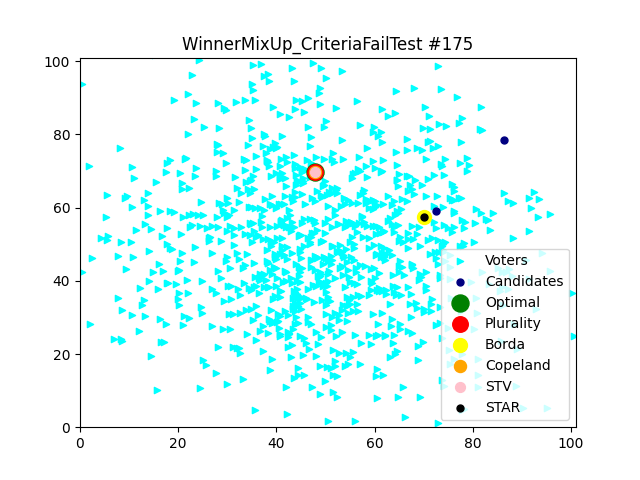 WinnerMixUp_CriteriaFailTest #175
100
80
60
40
20
0
0
20
40
60
80
100
Voters
Candidates
Optimal
Plurality
Borda
Copeland
STV
STAR